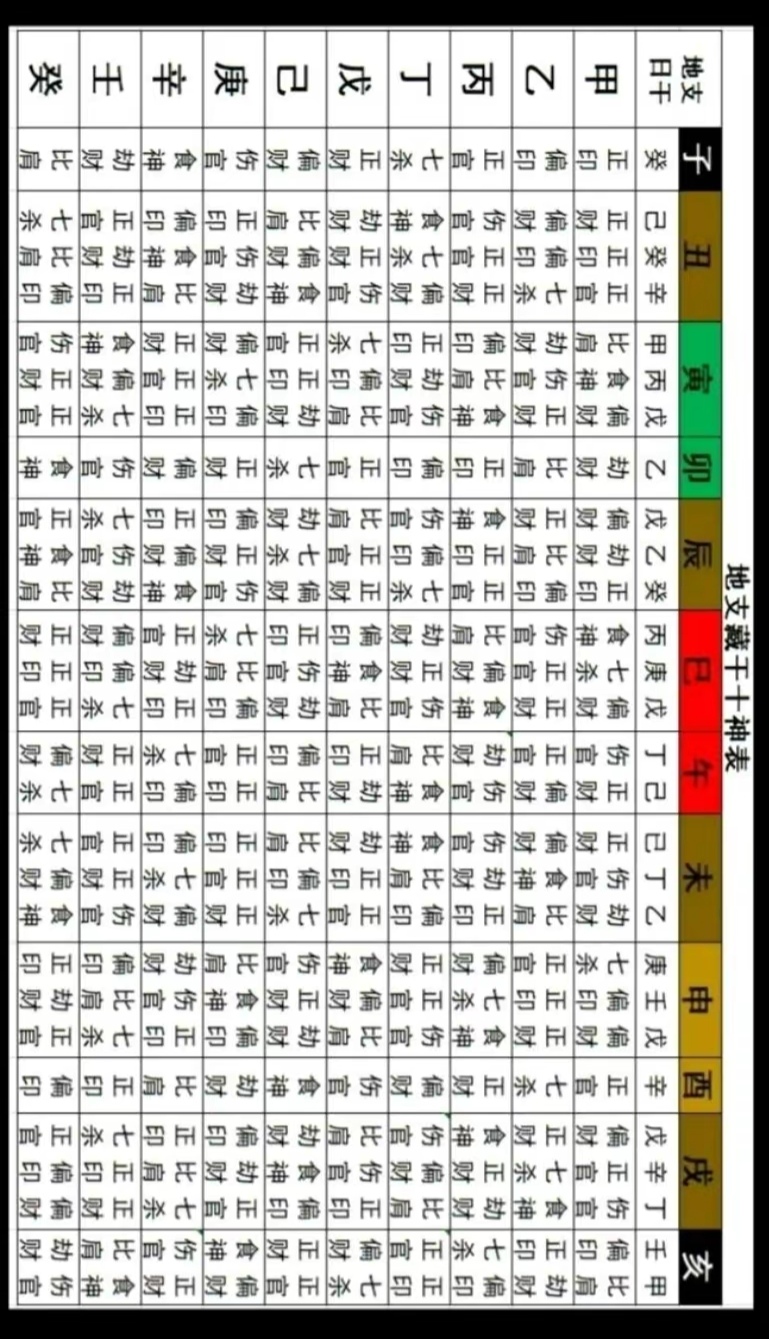 地支藏干十神表
地支 子 丑 寅 卯 辰 巳 午 未 申 酉 戌 亥
日干 癸 己 癸 辛 甲 丙 戊 乙 戊 乙 癸 丙 庚 戊 丁 己 己 丁 乙 庚 壬 戊 辛 戊 辛 丁 壬 甲
甲 正印 正财 正印 正官 比肩 食神 偏财 劫财 偏财 劫财 正印 食神 七杀 偏财 伤官 正财 正财 伤官 劫财 七杀 偏印 偏财 正官 偏财 正官 伤官 偏印 比肩
乙 偏印 偏财 偏印 七杀 劫财 伤官 正财 比肩 正财 比肩 偏印 伤官 正官 正财 正官 偏财 偏财 食神 比肩 正官 正印 正财 七杀 正财 七杀 食神 正印 劫财
丙 正官 伤官 正官 正财 偏印 比肩 食神 正印 食神 正印 正官 比肩 偏财 食神 劫财 伤官 伤官 劫财 正印 偏财 七杀 食神 正财 食神 正财 劫财 七杀 偏印
丁 七杀 食神 七杀 偏财 正印 劫财 伤官 偏印 伤官 偏印 七杀 劫财 正财 伤官 比肩 食神 食神 比肩 偏印 正财 正官 伤官 偏财 伤官 偏财 比肩 正官 正印
戊 正财 劫财 正财 伤官 七杀 偏印 比肩 正官 比肩 正官 正财 偏印 食神 比肩 正印 劫财 劫财 正印 正官 食神 偏财 比肩 伤官 比肩 伤官 正印 偏财 七杀
己 偏财 比肩 偏财 食神 正官 正印 劫财 七杀 劫财 七杀 偏财 正印 伤官 劫财 偏印 比肩 比肩 偏印 七杀 伤官 正财 劫财 食神 劫财 食神 偏印 正财 正官
庚 伤官 正印 伤官 劫财 偏财 七杀 偏印 正财 偏印 正财 伤官 七杀 比肩 偏印 正官 正印 正印 正官 正财 比肩 食神 偏印 劫财 偏印 劫财 正官 食神 偏财
辛 食神 偏印 食神 比肩 正财 正官 正印 偏财 正印 偏财 食神 正官 劫财 正印 七杀 偏印 偏印 七杀 偏财 劫财 伤官 正印 比肩 正印 比肩 七杀 伤官 正财
壬 劫财 正官 劫财 正印 食神 偏财 七杀 伤官 七杀 伤官 劫财 偏财 偏印 七杀 正财 正官 正官 正财 伤官 偏印 比肩 七杀 正印 七杀 正印 正财 比肩 食神
癸 比肩 七杀 比肩 偏印 伤官 正财 正官 食神 正官 食神 比肩 正财 正印 正官 偏财 七杀 七杀 偏财 食神 正印 劫财 正官 偏印 正官 偏印 偏财 劫财 伤官